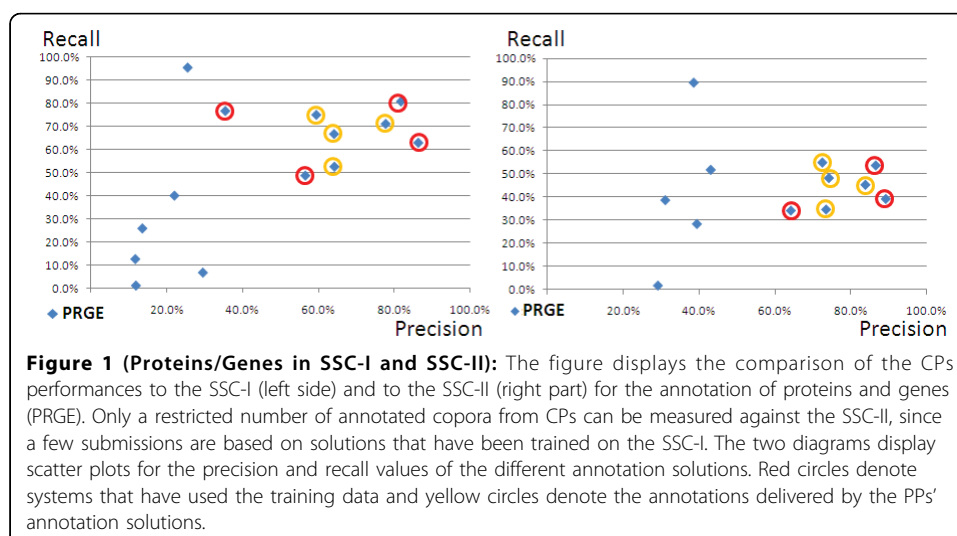 Recall
100.0%
90.0%
80.0%
70.0%
60.0%
50.0%
40.0%
30.0%
20.0%
10.0%
0.0%
PRGE
20.0%
40.0%
60.0%
80.0%
100.0%
Precision
Recall
100.0%
90.0%
80.0%
70.0%
60.0%
50.0%
40.0%
30.0%
20.0%
10.0%
0.0%
PRGE
20.0%
40.0%
60.0%
80.0%
100.0%
Precision
Figure 1 (Proteins/Genes in SSC-I and SSC-II): The figure displays the comparison of the CPs
performances to the SSC-I (left side) and to the SSC-II (right part) for the annotation of proteins and genes
(PRGE). Only a restricted number of annotated copora from CPs can be measured against the SSC-II, since
a few submissions are based on solutions that have been trained on the SSC-I. The two diagrams display
scatter plots for the precision and recall values of the different annotation solutions. Red circles denote
systems that have used the training data and yellow circles denote the annotations delivered by the PPs'
annotation solutions.